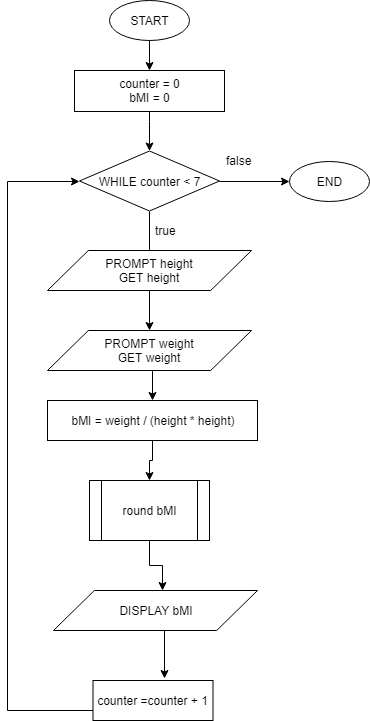 START
counter = 0
bMI = 0
WHILE counter < 7
false
END
true
PROMPT height
GET height
PROMPT weight
GET weight
bMI = weight / (height * height)
round bMI
DISPLAY bMI
counter =counter + 1